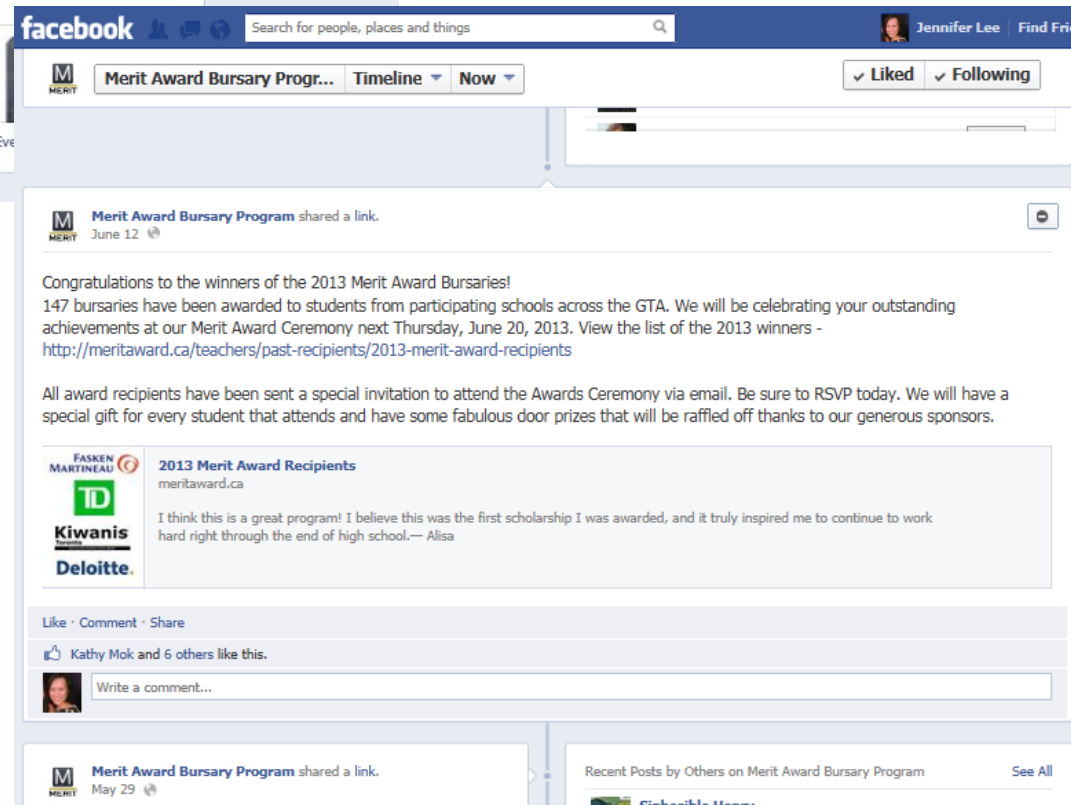 facebook
Search for people, places and things
Jennifer Lee
Find Frie
M
MERIT
Merit Award Bursary Progr...
Timeline
Now
Liked
Following
Eve
M
MERIT
Merit Award Bursary Program shared a link.
June 12
Congratulations to the winners of the 2013 Merit Award Bursaries!
147 bursaries have been awarded to students from participating schools across the GTA. We will be celebrating your outstanding
achievements at our Merit Award Ceremony next Thursday, June 20, 2013. View the list of the 2013 winners -
http://meritaward.ca/teachers/past-recipients/2013-merit-award-recipients
All award recipients have been sent a special invitation to attend the Awards Ceremony via email. Be sure to RSVP today. We will have a
special gift for every student that attends and have some fabulous door prizes that will be raffled off thanks to our generous sponsors.
FASKEN
MARTINEAU
TD
Kiwanis
Toronto
Deloitte.
2013 Merit Award Recipients
meritaward.ca
I think this is a great program! I believe this was the first scholarship I was awarded, and it truly inspired me to continue to work
hard right through the end of high school.— Alisa
Like · Comment · Share
Kathy Mok and 6 others like this.
Write a comment...
M
MERIT
Merit Award Bursary Program shared a link.
May 29
Recent Posts by Others on Merit Award Bursary Program
See All